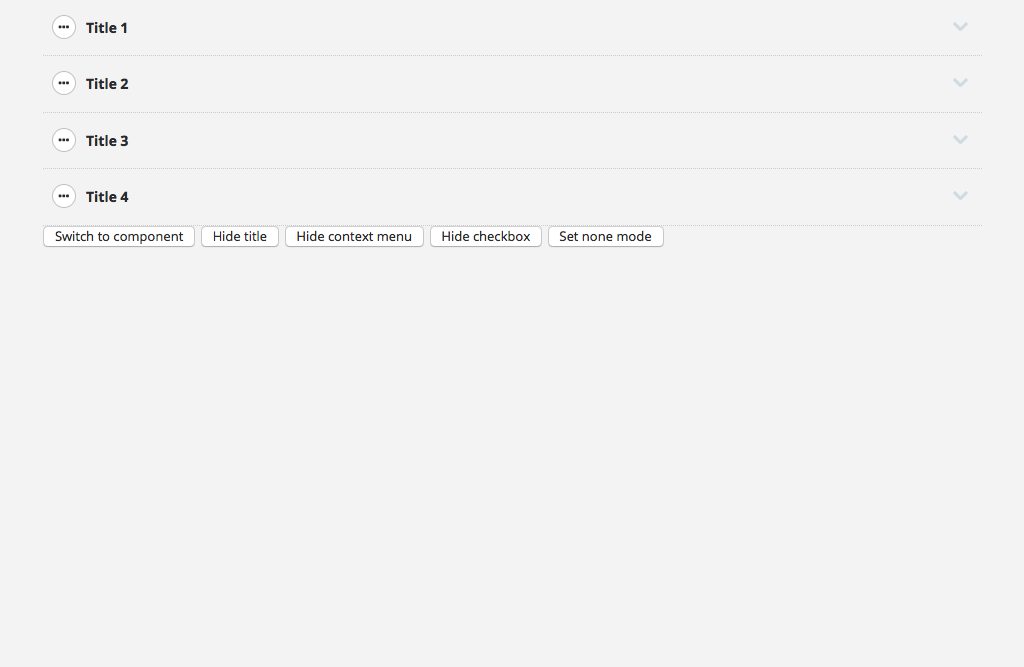 Title 1
Title 2
Title 3
Title 4
Switch to component Hide title Hide context menu Hide checkbox Set none mode